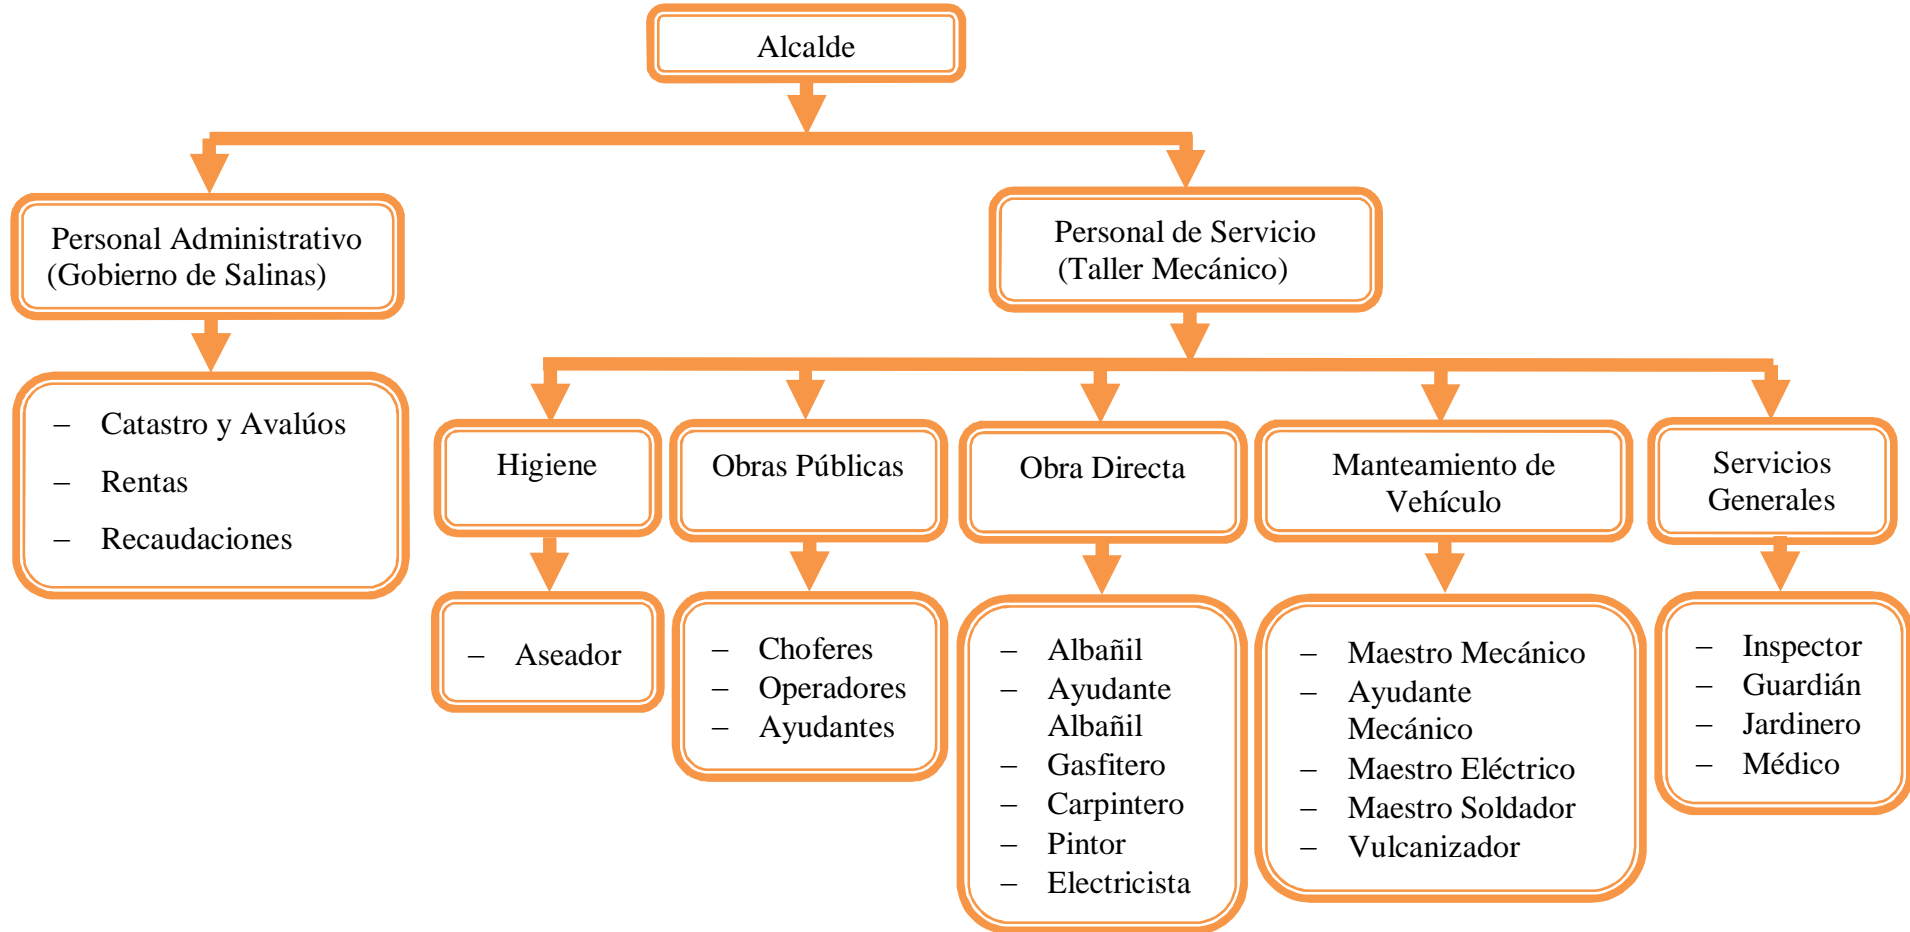 Alcalde
Personal Administrativo
(Gobierno de Salinas)
Personal de Servicio
(Taller Mecánico)
– Catastro y Avalúos
– Rentas
– Recaudaciones
Higiene
Obras Públicas
Obra Directa
Manteamiento de
Vehículo
Servicios
Generales
– Aseador
– Choferes
– Operadores
– Ayudantes
– Albañil
– Ayudante
Albañil
– Gasfitero
– Carpintero
– Pintor
– Electricista
– Maestro Mecánico
– Ayudante
Mecánico
– Maestro Eléctrico
– Maestro Soldador
– Vulcanizador
– Inspector
– Guardián
– Jardinero
– Médico